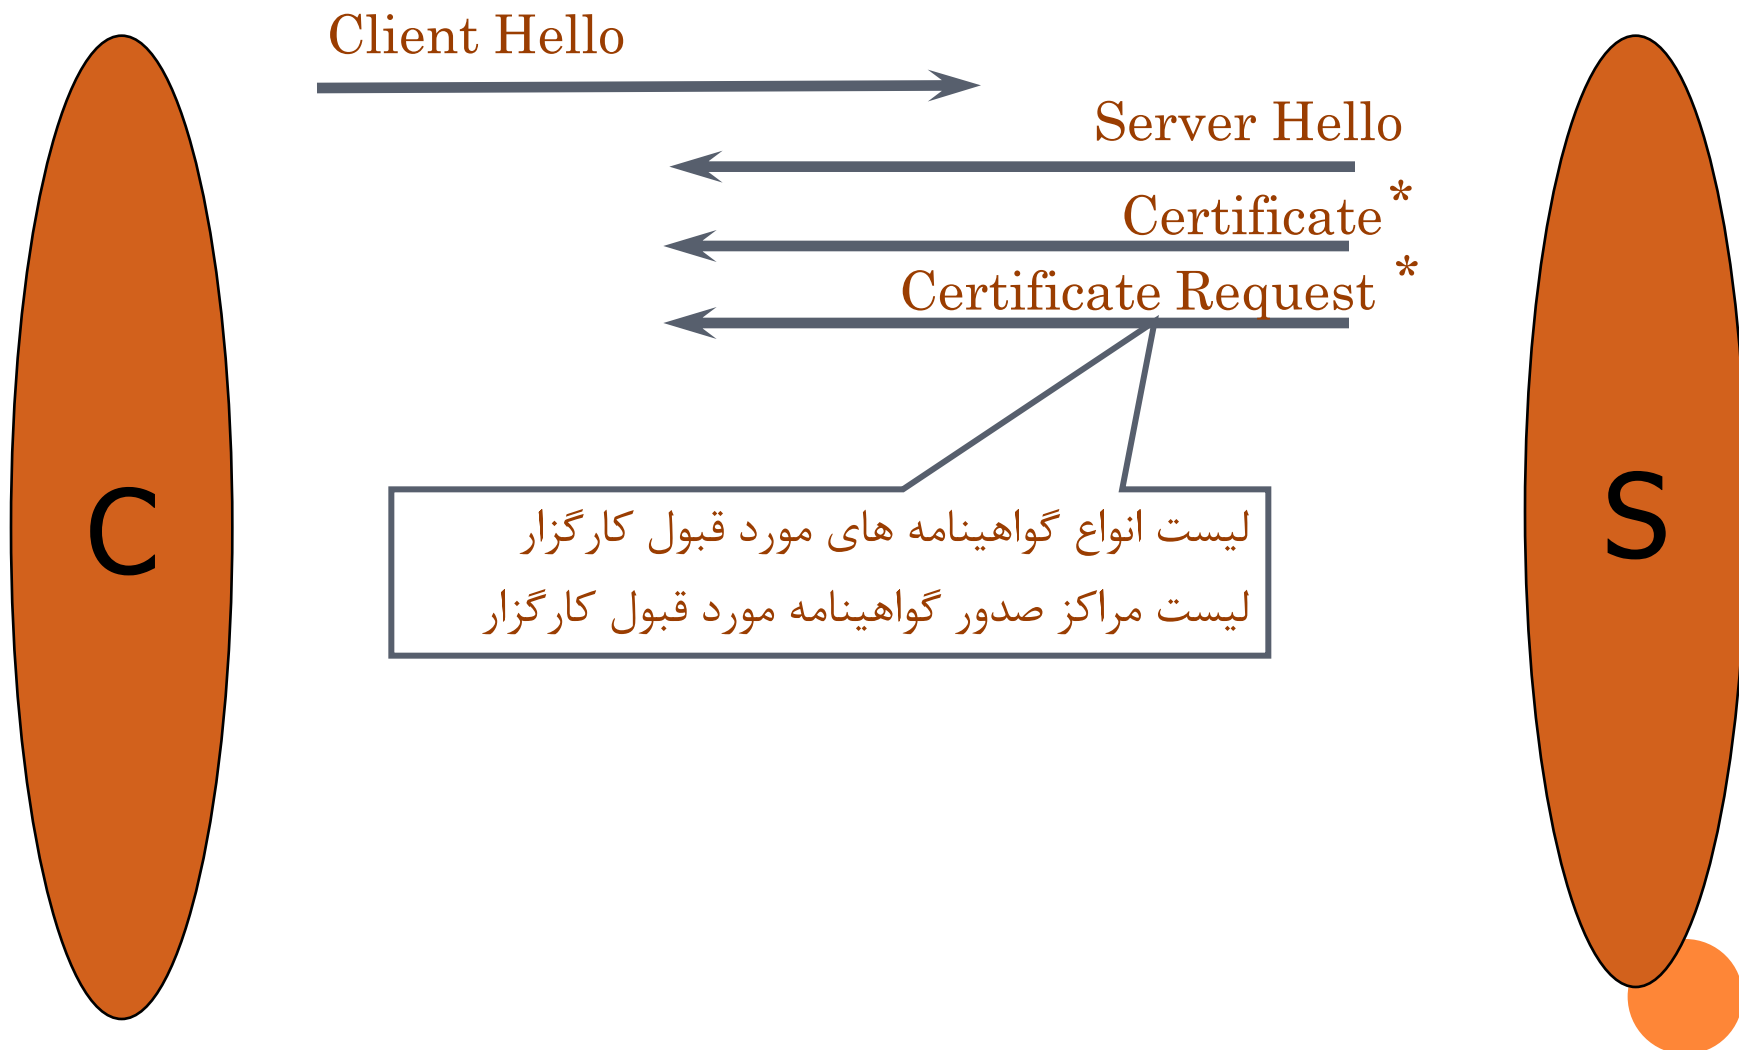 Client Hello
Server Hello
Certificate *
Certificate Request *
لیست انواع گواهینامه های مورد قبول کارگزار
لیست مراکز صدور گواهینامه مورد قبول کارگزار
C
S